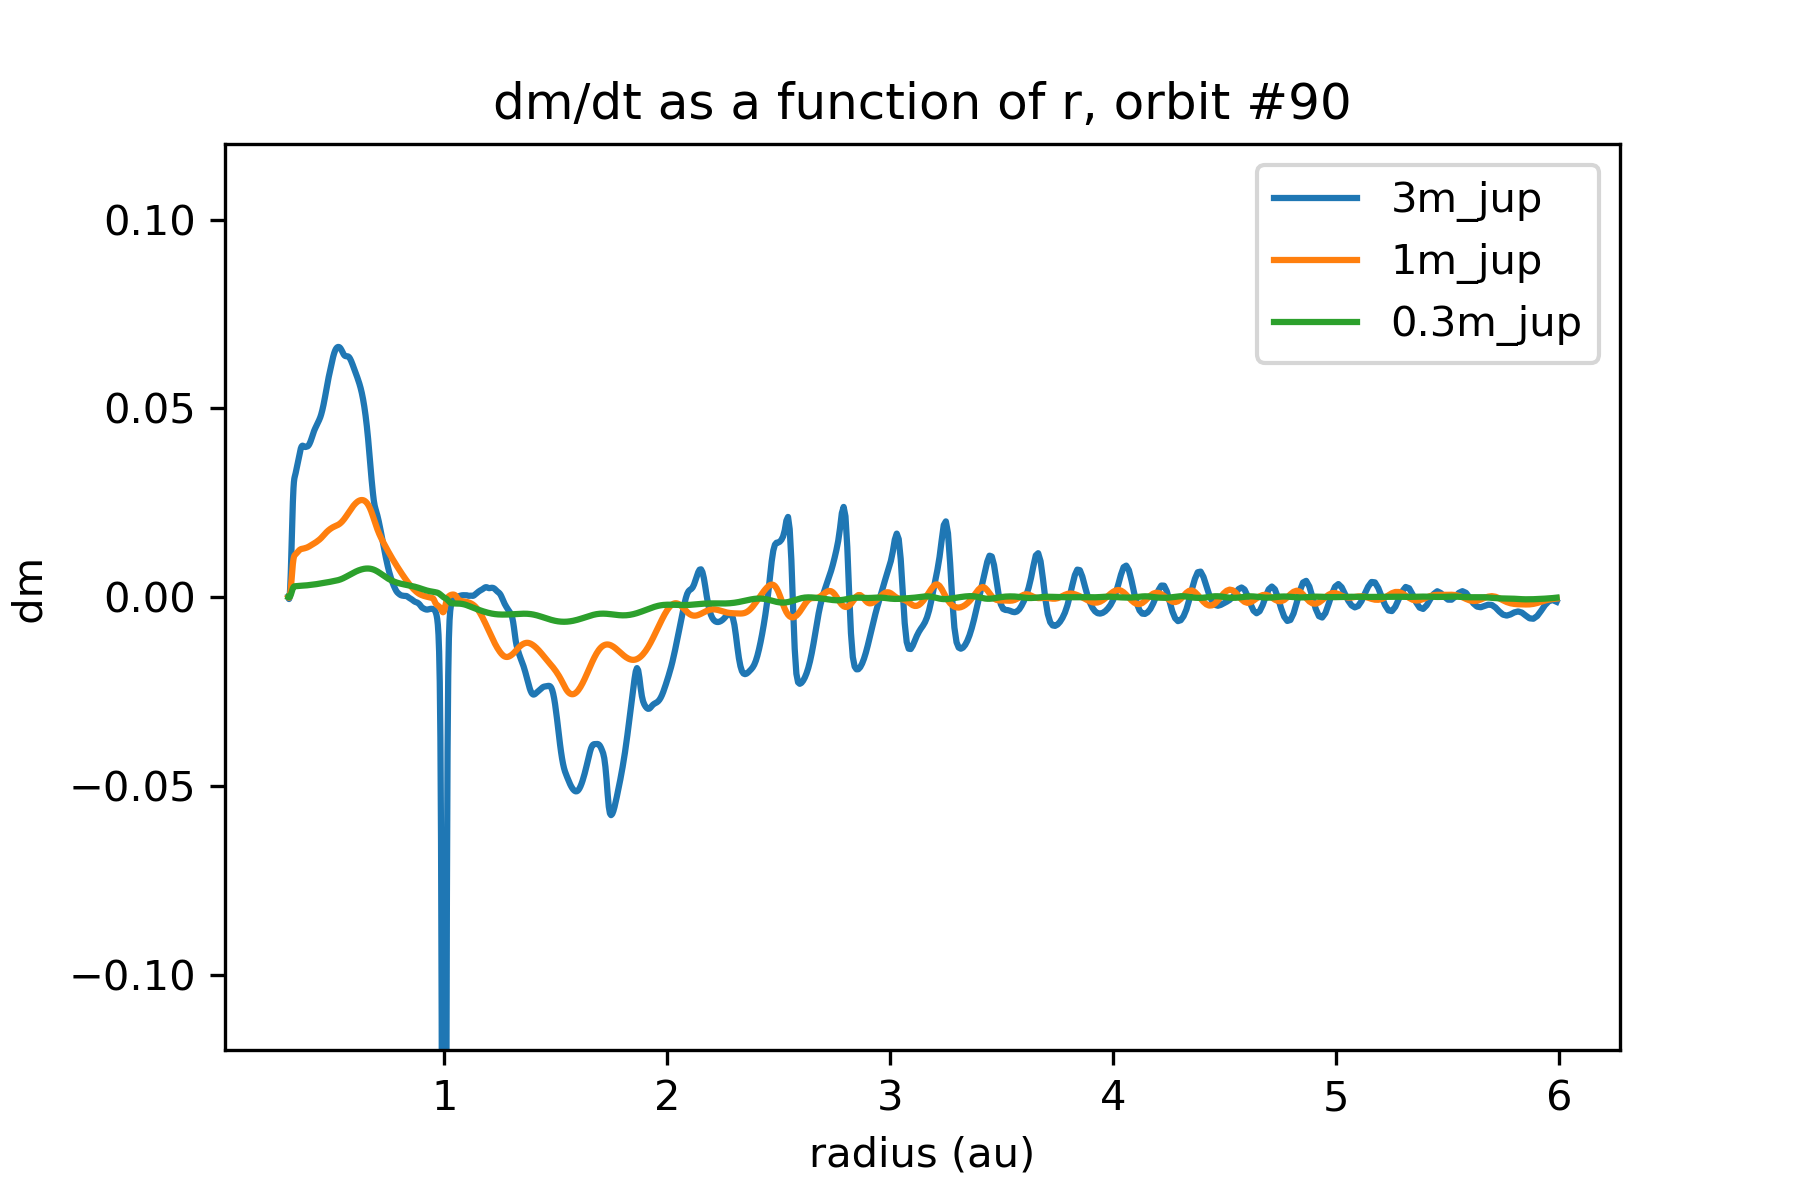 dm/dt as a function of r, orbit #90
3m_jup
1m_jup
0.3m_jup
0.10
0.05
0.00
−0.05
−0.10
dm
1 2 3 4 5 6
radius (au)